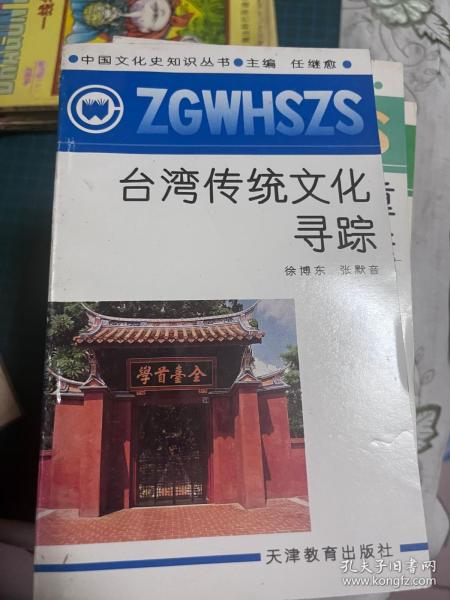 DRAGON
●中国文化史知识丛书●主编 任继愈●
ZGWHSZS
台湾传统文化
寻踪
徐博东 张默音
學首臺全
天津教育出版社
孔夫子旧书网
www.kongfz.com